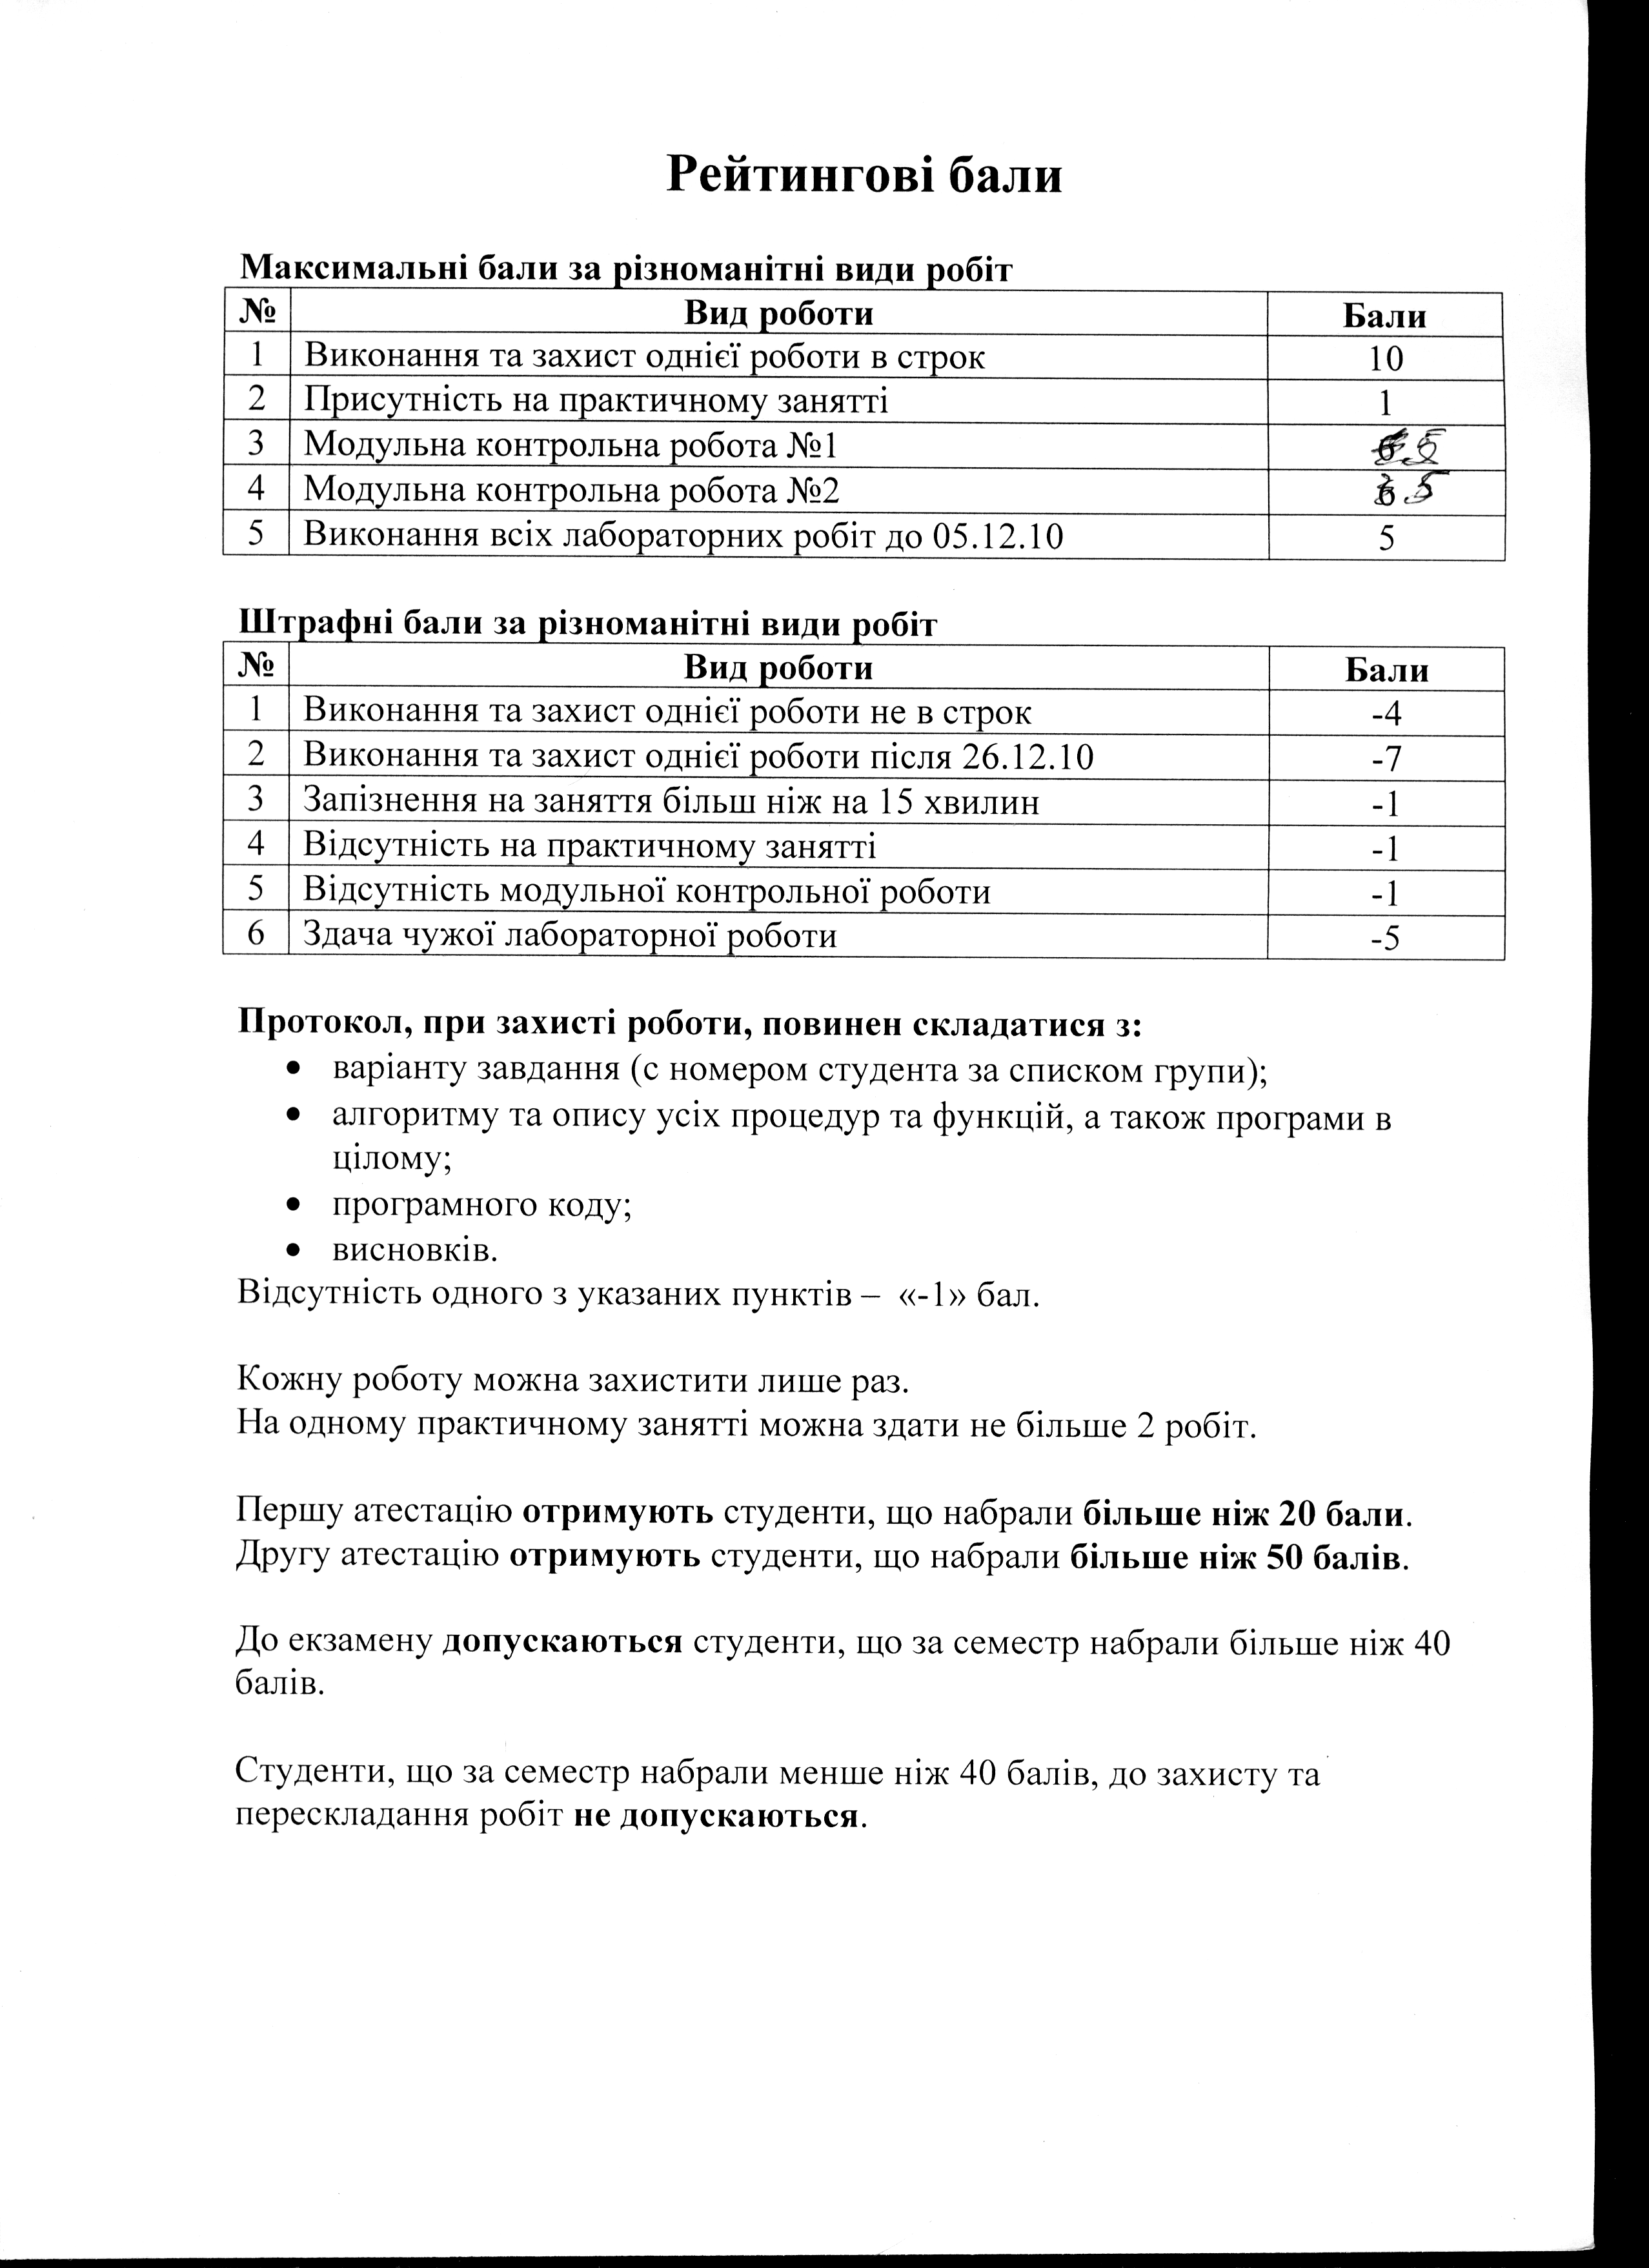 Рейтингові бали
Максимальні бали за різноманітні види робіт
№ Вид роботи Бали
1 Виконання та захист однієї роботи в строк 10
2 Присутність на практичному занятті 1
3 Модульна контрольна робота №1
4 Модульна контрольна робота №2 5
5 Виконання всіх лабораторних робіт до 05.12.10 5
Штрафні бали за різноманітні види робіт
№ Вид роботи Бали
1 Виконання та захист однієї роботи не в строк -4
2 Виконання та захист однієї роботи після 26.12.10 -7
3 Запізнення на заняття більш ніж на 15 хвилин -1
4 Відсутність на практичному занятті -1
5 Відсутність модульної контрольної роботи -1
6 Здача чужої лабораторної роботи -5
Протокол, при захисті роботи, повинен складатися з:
• варіанту завдання (с номером студента за списком групи);
• алгоритму та опису усіх процедур та функцій, а також програми в
цілому;
• програмного коду;
• висновків.
Відсутність одного з указаних пунктів – «-1» бал.
Кожну роботу можна захистити лише раз.
На одному практичному занятті можна здати не більше 2 робіт.
Першу атестацію отримують студенти, що набрали більше ніж 20 бали.
Другу атестацію отримують студенти, що набрали більше ніж 50 балів.
До екзамену допускаються студенти, що за семестр набрали більше ніж 40
балів.
Студенти, що за семестр набрали менше ніж 40 балів, до захисту та
перескладання робіт не допускаються.